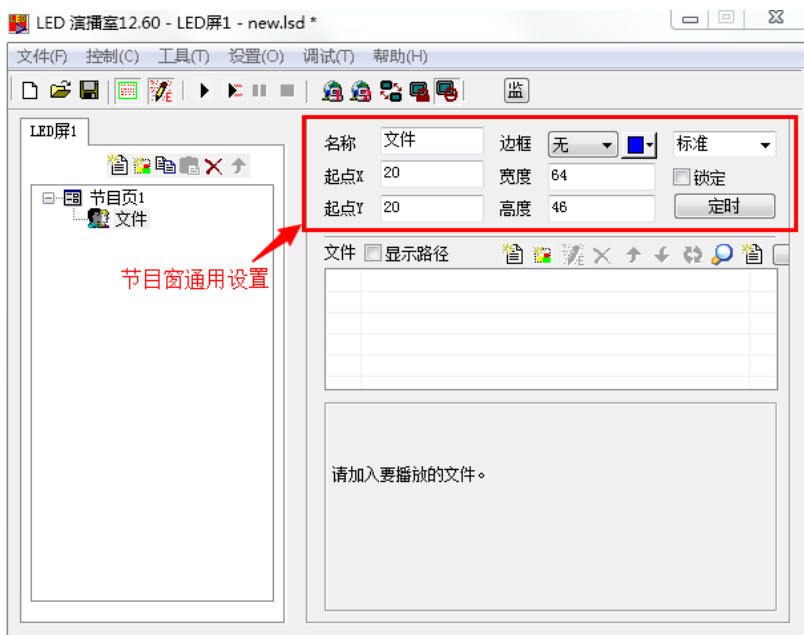 LED 演播室12.60 - LED屏1 - new.lsd *
文件(F) 控制(C) 工具(T) 设置(O) 调试(T) 帮助(H)
监
LED屏1
节目页1
文件
节目窗通用设置
名称 文件 边框 无 标准
起点X 20 宽度 64 锁定
起点Y 20 高度 46 定时
文件 显示路径
请加入要播放的文件。